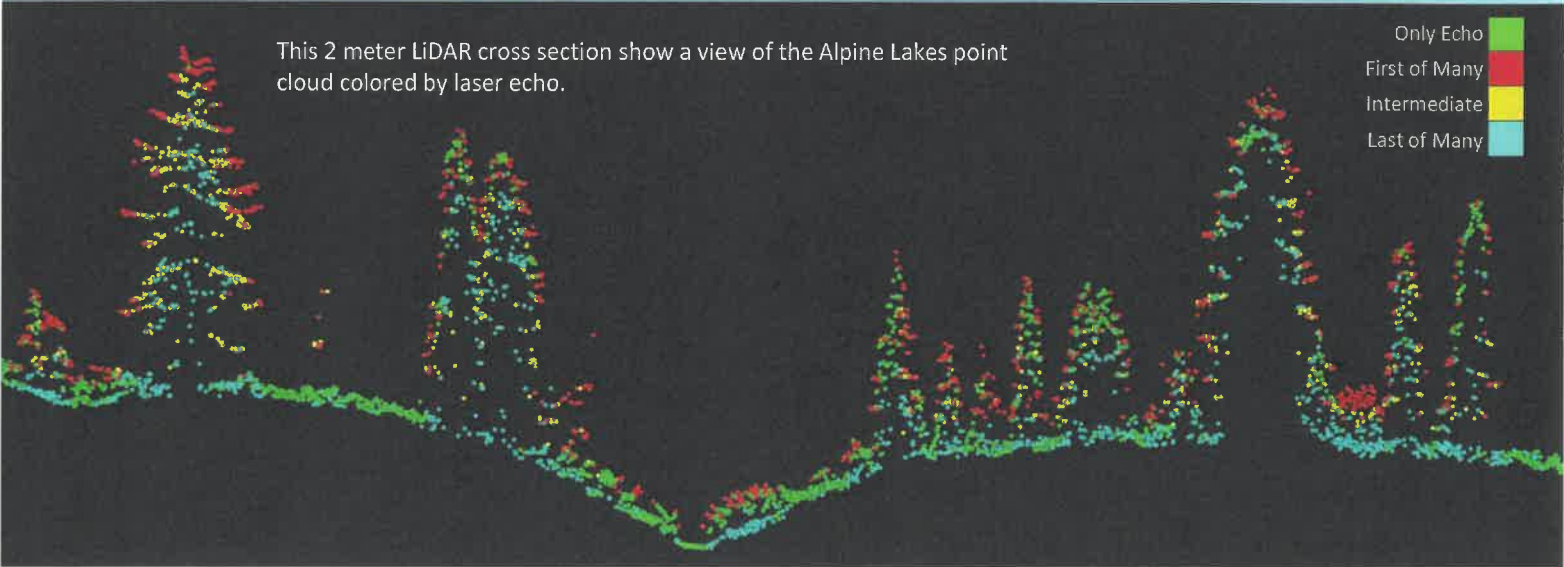 This 2 meter LiDAR cross section show a view of the Alpine Lakes point
cloud colored by laser echo.
Only Echo
First of Many
Intermediate
Last of Many